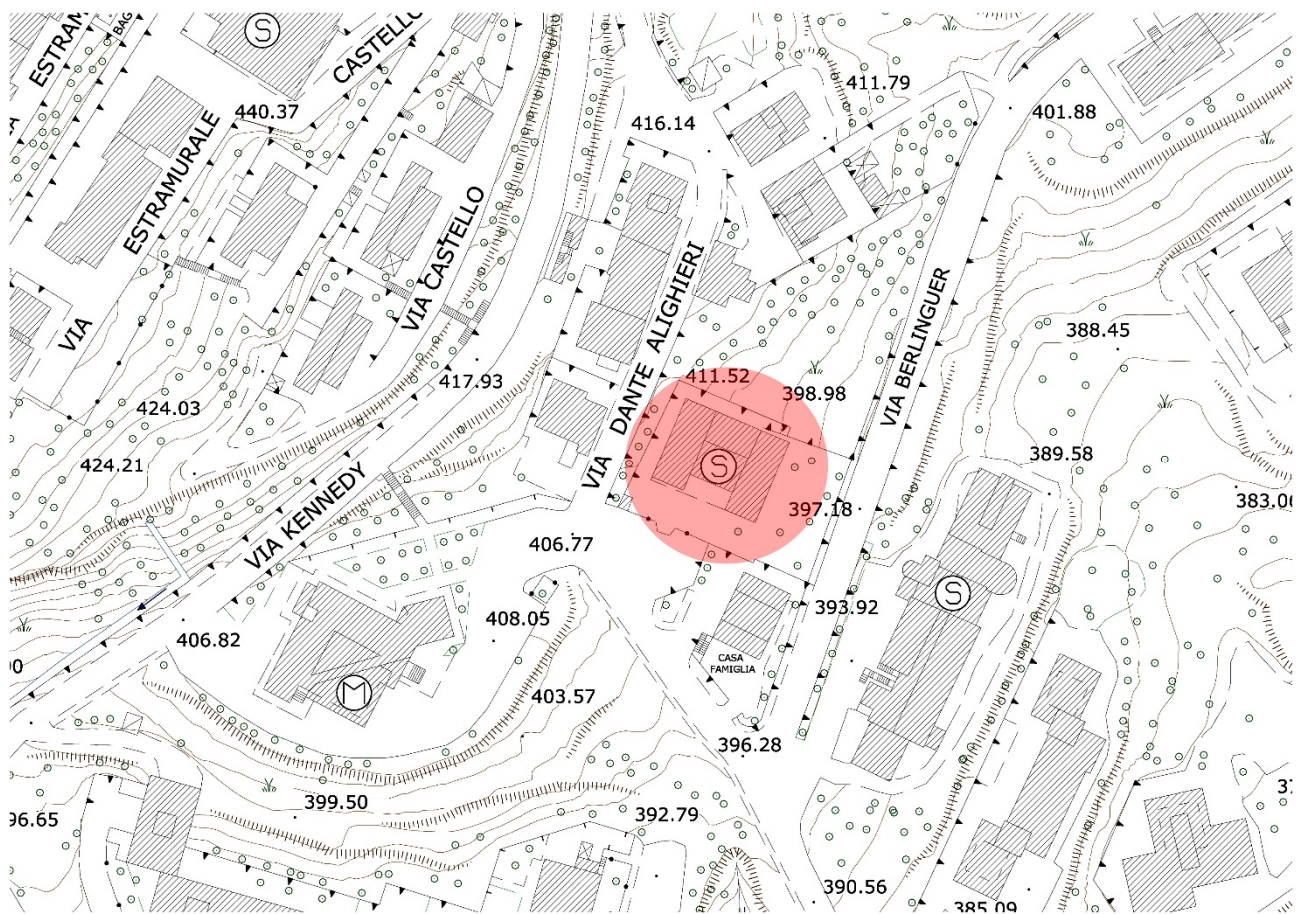 ESTRAM
BAG
S
CASTELLO
440.37
411.79
401.88
416.14
ESTRAMURALE
VIA
VIA CASTELLO
VIA DANTE ALIGHIERI
VIA BERLINGUER
388.45
417.93
411.52
398.98
424.03
424.21
389.58
S
383.06
397.18
VIA KENNEDY
406.77
S
393.92
408.05
406.82
CASA
FAMIGLIA
M
403.57
396.28
399.50
392.79
96.65
390.56
385.09